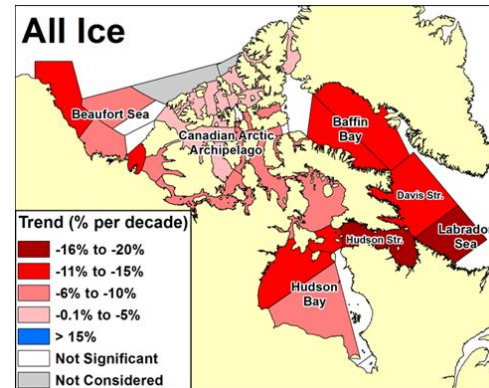 All Ice
Beaufort Sea
Canadian Arctic
Archipelago
Baffin
Bay
Davis Str.
Labrador
Sea
Hudson Str.
Hudson
Bay
Trend (% per decade)
-16% to -20%
-11% to -15%
-6% to -10%
-0.1% to -5%
> 15%
Not Significant
Not Considered